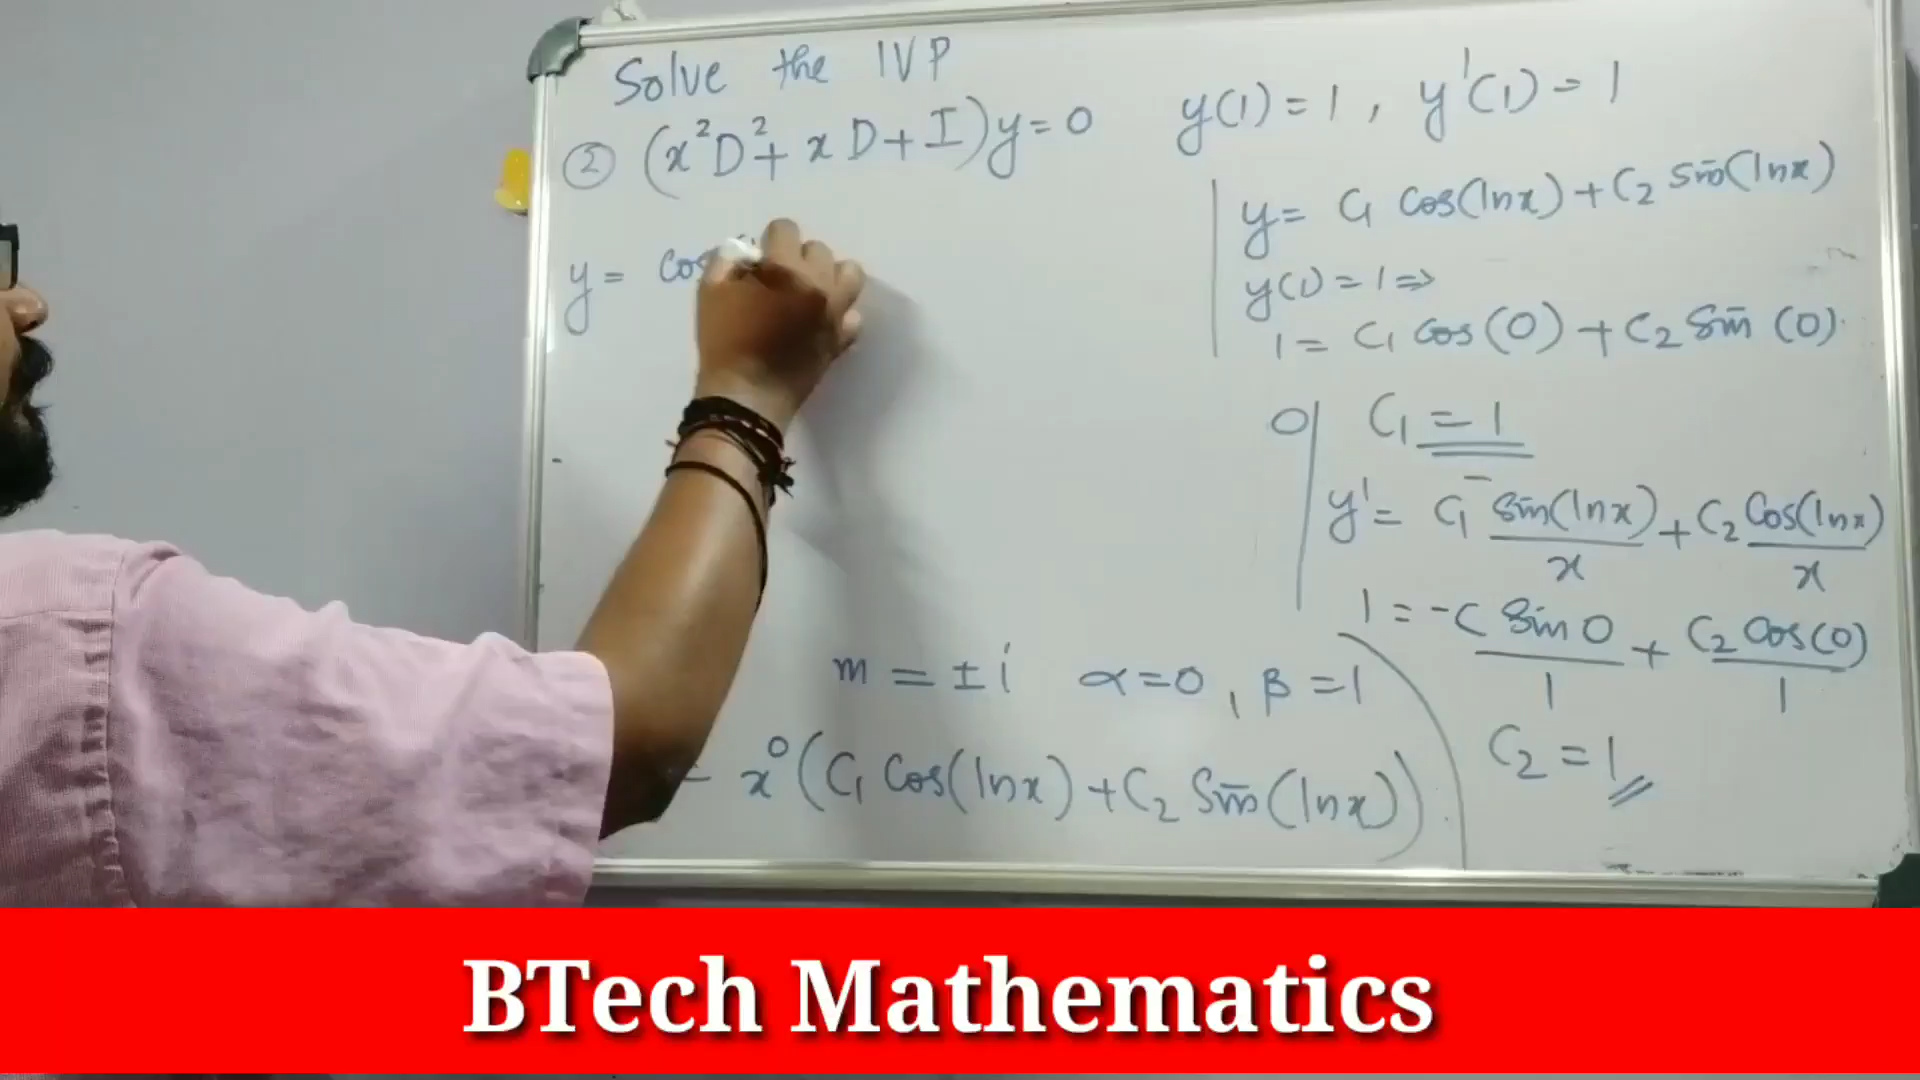 Solve the IVP
② (x²D²+ xD+I)y=0 y(1)=1, y'(1)=1
y= cos
m = ±i α=0, β=1
= x⁰(C₁ Cos(lnx)+C₂ Sin(lnx))
y= C₁ Cos(lnx)+C₂ Sin(lnx)
y(1)=1⇒
1= C₁ Cos(0)+C₂ Sin(0)
0 C₁=1
y'= C₁ -Sin(lnx)/x + C₂ Cos(lnx)/x
1=-C Sin0/1 + C₂ Cos(0)/1
C₂=1
BTech Mathematics